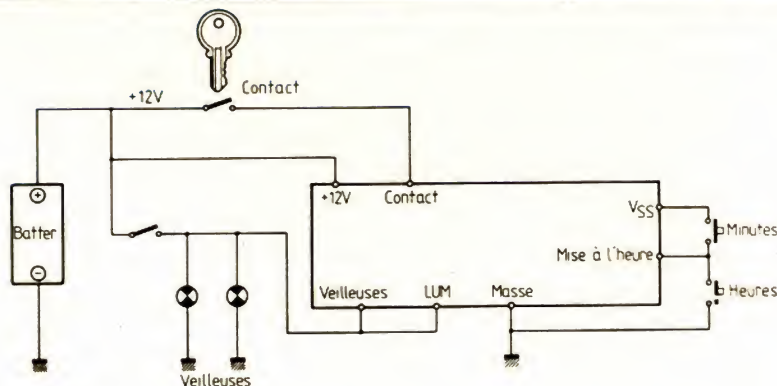 Contact
+12V
+12V
Contact
VSS
Batter
Minutes
Mise à l'heure
Veilleuses
LUM
Masse
Heures
Veilleuses